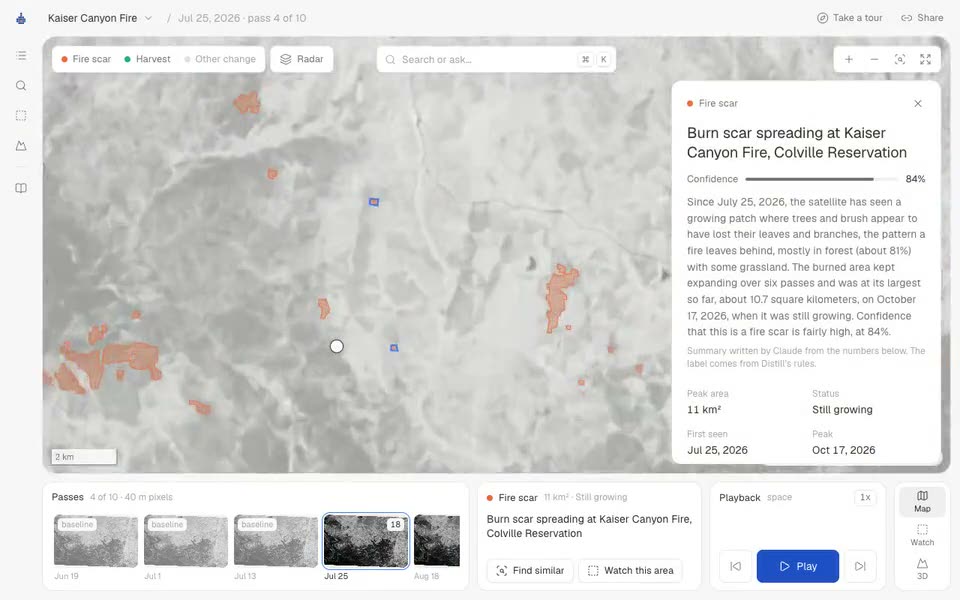 Kaiser Canyon Fire / Jul 25, 2026 · pass 4 of 10
Take a tour
Share
Fire scar
Harvest
Other change
Radar
Search or ask...
⌘ K
Fire scar
Burn scar spreading at Kaiser
Canyon Fire, Colville Reservation
Confidence 84%
Since July 25, 2026, the satellite has seen a
growing patch where trees and brush appear to
have lost their leaves and branches, the pattern a
fire leaves behind, mostly in forest (about 81%)
with some grassland. The burned area kept
expanding over six passes and was at its largest
so far, about 10.7 square kilometers, on October
17, 2026, when it was still growing. Confidence
that this is a fire scar is fairly high, at 84%.
Summary written by Claude from the numbers below. The
label comes from Distill's rules.
Peak area Status
11 km² Still growing
First seen Peak
Jul 25, 2026 Oct 17, 2026
2 km
Passes 4 of 10 · 40 m pixels
baseline baseline baseline 18
Jun 19 Jul 1 Jul 13 Jul 25 Aug 18
Fire scar 11 km² · Still growing
Burn scar spreading at Kaiser Canyon Fire,
Colville Reservation
Find similar
Watch this area
Playback space 1x
Play
Map
Watch
3D